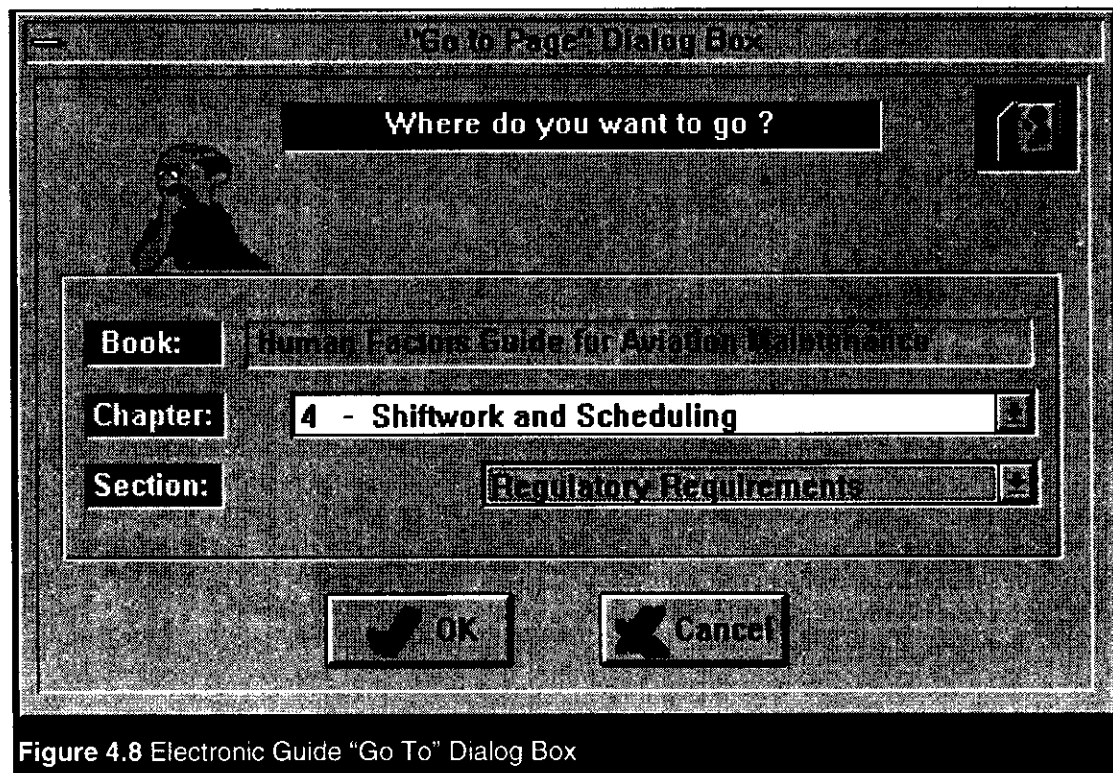 "Go to Page" Dialog Box
Where do you want to go ?
Book: Human Factors Guide for Aviation Maintenance
Chapter: 4 - Shiftwork and Scheduling
Section: Regulatory Requirements
OK Cancel
Figure 4.8 Electronic Guide “Go To” Dialog Box